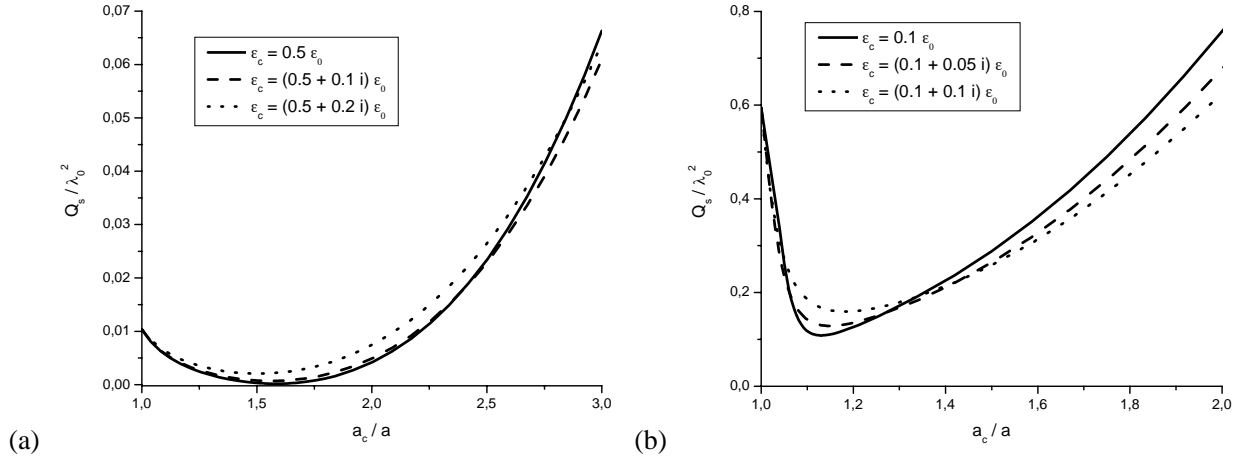 0,07
0,06
0,05
0,04
0,03
0,02
0,01
0,00
Q_s / λ_0^2
ε_c = 0.5 ε_0
ε_c = (0.5 + 0.1 i) ε_0
ε_c = (0.5 + 0.2 i) ε_0
1,0 1,5 2,0 2,5 3,0
a_c / a
(a)
0,8
0,6
0,4
0,2
0,0
Q_s / λ_0^2
ε_c = 0.1 ε_0
ε_c = (0.1 + 0.05 i) ε_0
ε_c = (0.1 + 0.1 i) ε_0
1,0 1,2 1,4 1,6 1,8 2,0
a_c / a
(b)